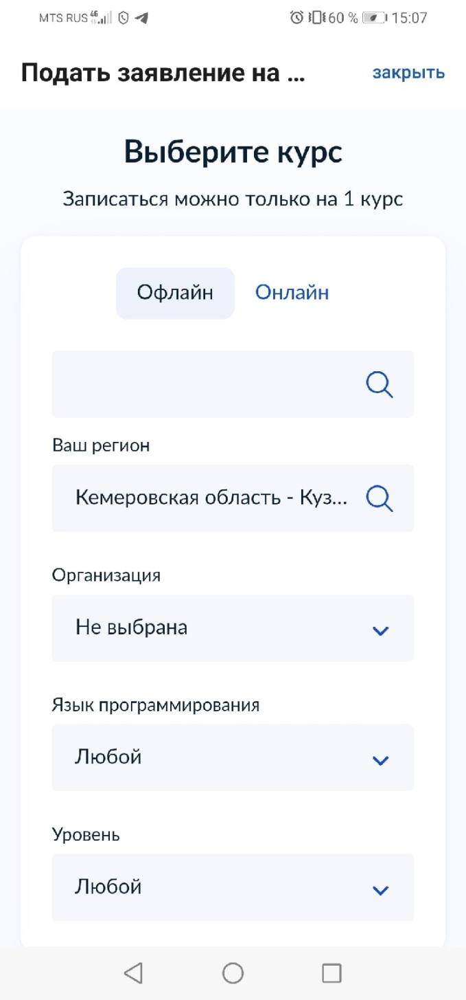 MTS RUS 4G 60 % 15:07
Подать заявление на ... закрыть
Выберите курс
Записаться можно только на 1 курс
Офлайн Онлайн
Ваш регион
Кемеровская область - Куз...
Организация
Не выбрана
Язык программирования
Любой
Уровень
Любой